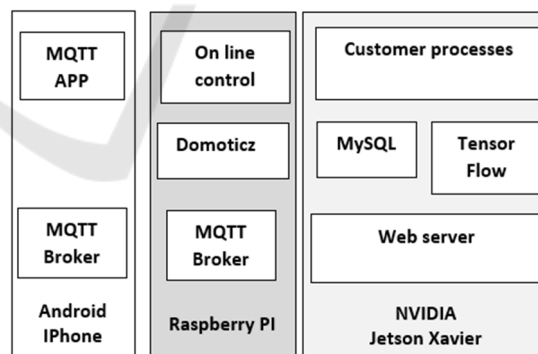 MQTT
APP
MQTT
Broker
Android
IPhone
On line
control
Domoticz
MQTT
Broker
Raspberry PI
Customer processes
MySQL
Tensor
Flow
Web server
NVIDIA
Jetson Xavier